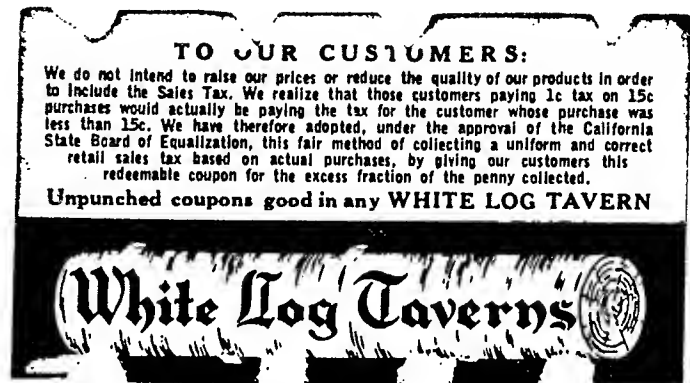 TO OUR CUSTOMERS:
We do not intend to raise our prices or reduce the quality of our products in order
to include the Sales Tax. We realize that those customers paying 1c tax on 15c
purchases would actually be paying the tax for the customer whose purchase was
less than 15c. We have therefore adopted, under the approval of the California
State Board of Equalization, this fair method of collecting a uniform and correct
retail sales tax based on actual purchases, by giving our customers this
redeemable coupon for the excess fraction of the penny collected.
Unpunched coupons good in any WHITE LOG TAVERN
White Log Taverns